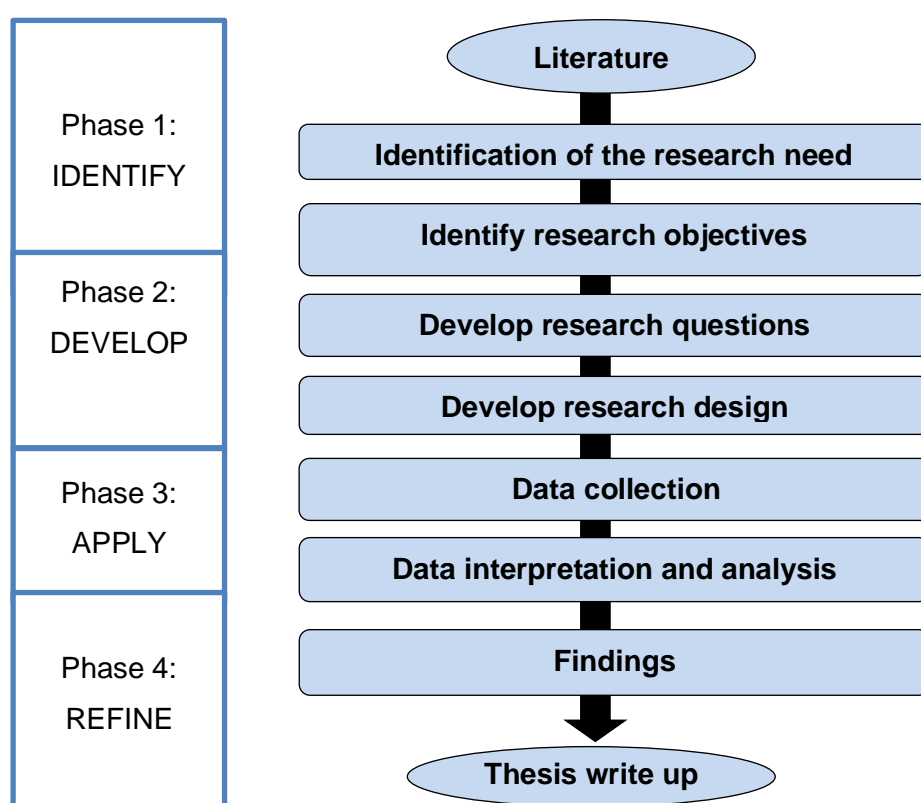 Phase 1:
IDENTIFY
Phase 2:
DEVELOP
Phase 3:
APPLY
Phase 4:
REFINE
Literature
Identification of the research need
Identify research objectives
Develop research questions
Develop research design
Data collection
Data interpretation and analysis
Findings
Thesis write up